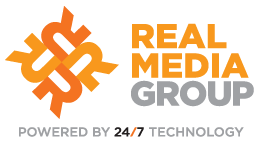 REAL
MEDIA
GROUP
POWERED BY 24/7 TECHNOLOGY